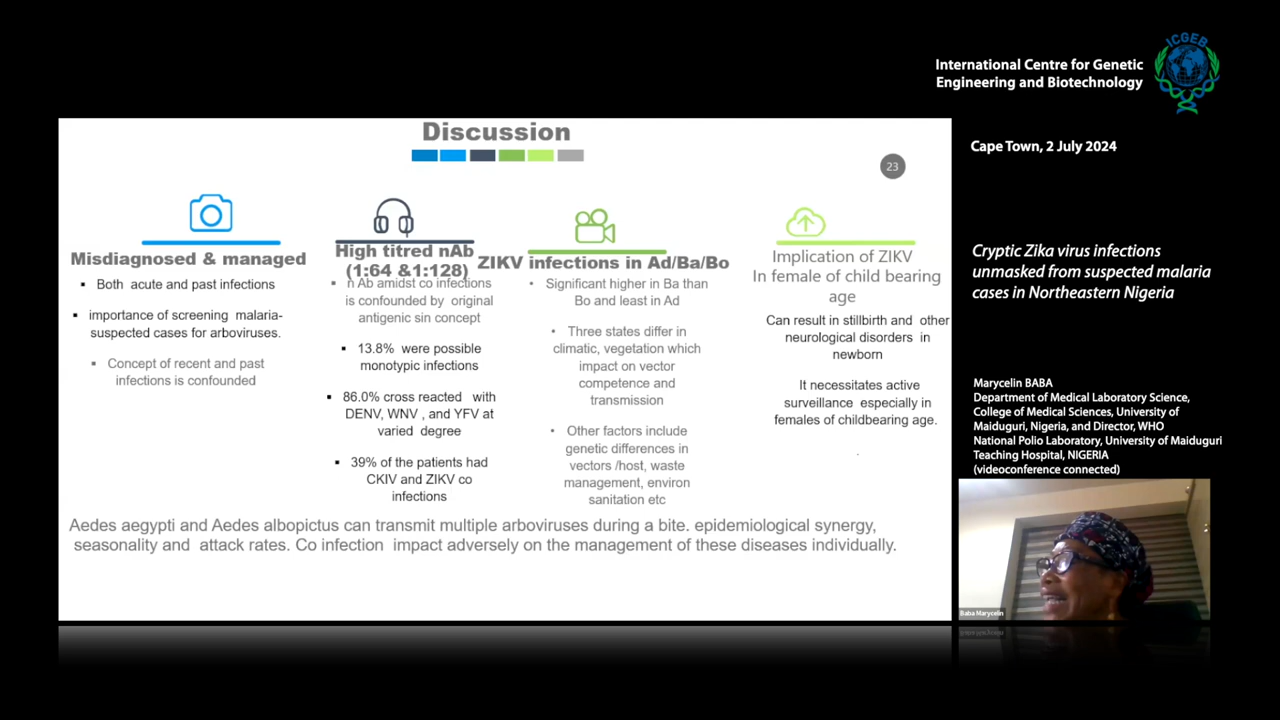 ICGEB
International Centre for Genetic
Engineering and Biotechnology
Cape Town, 2 July 2024
Discussion
23
Misdiagnosed & managed
Both acute and past infections
importance of screening malaria-
suspected cases for arboviruses.
Concept of recent and past
infections is confounded
High titred nAb
(1:64 &1:128)
n Ab amidst co infections
is confounded by original
antigenic sin concept
13.8% were possible
monotypic infections
86.0% cross reacted with
DENV, WNV , and YFV at
varied degree
39% of the patients had
CKIV and ZIKV co
infections
ZIKV infections in Ad/Ba/Bo
Significant higher in Ba than
Bo and least in Ad
Three states differ in
climatic, vegetation which
impact on vector
competence and
transmission
Other factors include
genetic differences in
vectors /host, waste
management, environ
sanitation etc
Implication of ZIKV
In female of child bearing
age
Can result in stillbirth and other
neurological disorders in
newborn
It necessitates active
surveillance especially in
females of childbearing age.
.
Aedes aegypti and Aedes albopictus can transmit multiple arboviruses during a bite. epidemiological synergy,
seasonality and attack rates. Co infection impact adversely on the management of these diseases individually.
Cryptic Zika virus infections
unmasked from suspected malaria
cases in Northeastern Nigeria
Marycelin BABA
Department of Medical Laboratory Science,
College of Medical Sciences, University of
Maiduguri, Nigeria, and Director, WHO
National Polio Laboratory, University of Maiduguri
Teaching Hospital, NIGERIA
(videoconference connected)
Baba Marycelin